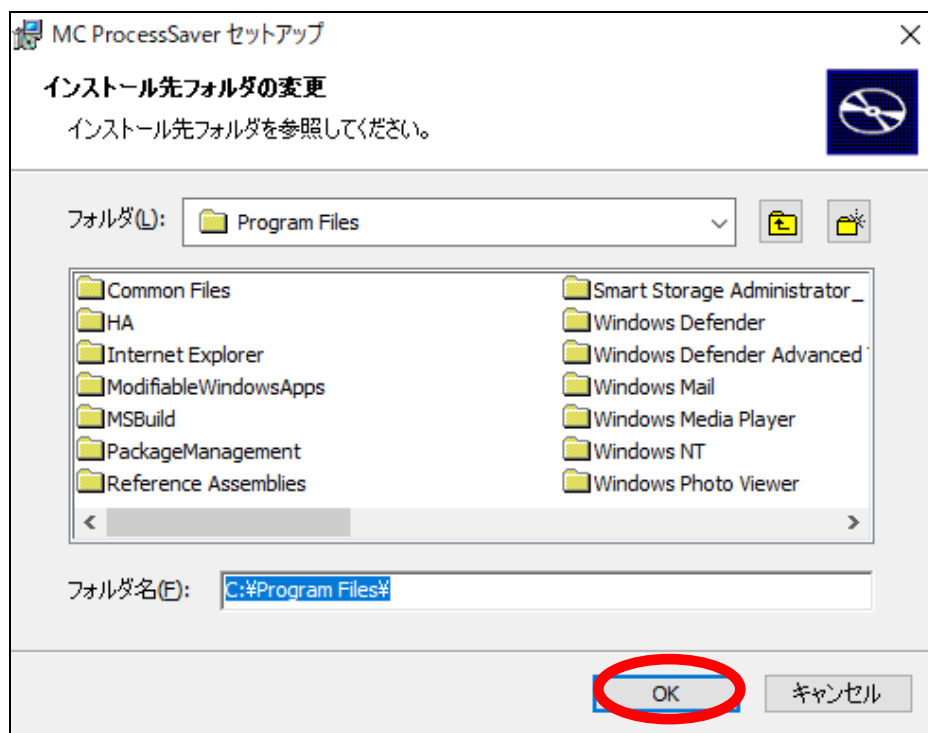 MC ProcessSaver セットアップ
インストール先フォルダの変更
インストール先フォルダを参照してください。
フォルダ(L): Program Files
Common Files
HA
Internet Explorer
ModifiableWindowsApps
MSBuild
PackageManagement
Reference Assemblies
Smart Storage Administrator_
Windows Defender
Windows Defender Advanced
Windows Mail
Windows Media Player
Windows NT
Windows Photo Viewer
フォルダ名(F): C:¥Program Files¥
OK キャンセル